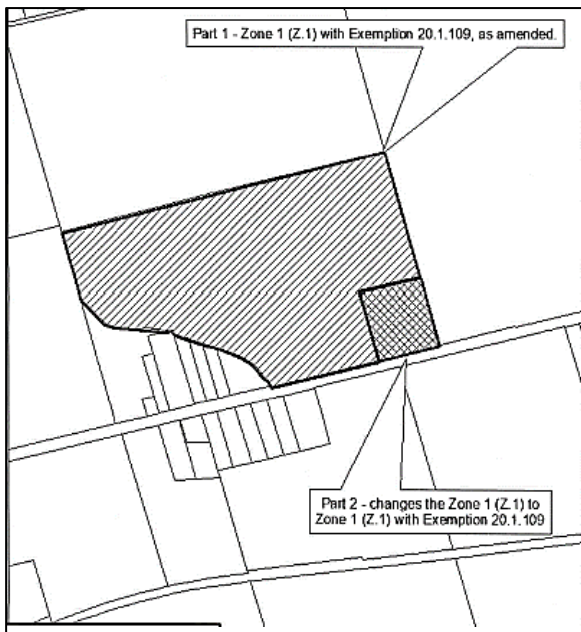 Part 1 - Zone 1 (Z.1) with Exemption 20.1.109, as amended.
Part 2 - changes the Zone 1 (Z.1) to
Zone 1 (Z.1) with Exemption 20.1.109